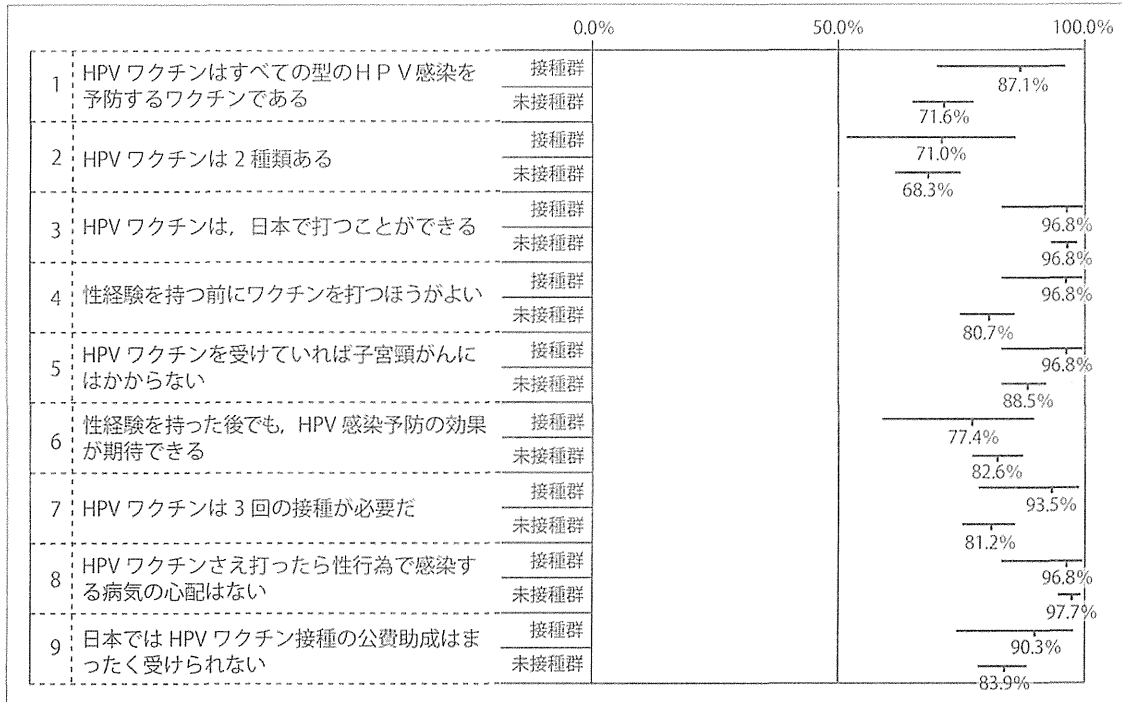 0.0% 50.0% 100.0%
1 HPV ワクチンはすべての型のＨＰＶ感染を
予防するワクチンである
接種群 87.1%
未接種群 71.6%
2 HPV ワクチンは 2 種類ある
接種群 71.0%
未接種群 68.3%
3 HPV ワクチンは，日本で打つことができる
接種群 96.8%
未接種群 96.8%
4 性経験を持つ前にワクチンを打つほうがよい
接種群 96.8%
未接種群 80.7%
5 HPV ワクチンを受けていれば子宮頸がんに
はかからない
接種群 96.8%
未接種群 88.5%
6 性経験を持った後でも，HPV 感染予防の効果
が期待できる
接種群 77.4%
未接種群 82.6%
7 HPV ワクチンは 3 回の接種が必要だ
接種群 93.5%
未接種群 81.2%
8 HPV ワクチンさえ打ったら性行為で感染す
る病気の心配はない
接種群 96.8%
未接種群 97.7%
9 日本では HPV ワクチン接種の公費助成はま
ったく受けられない
接種群 90.3%
未接種群 83.9%